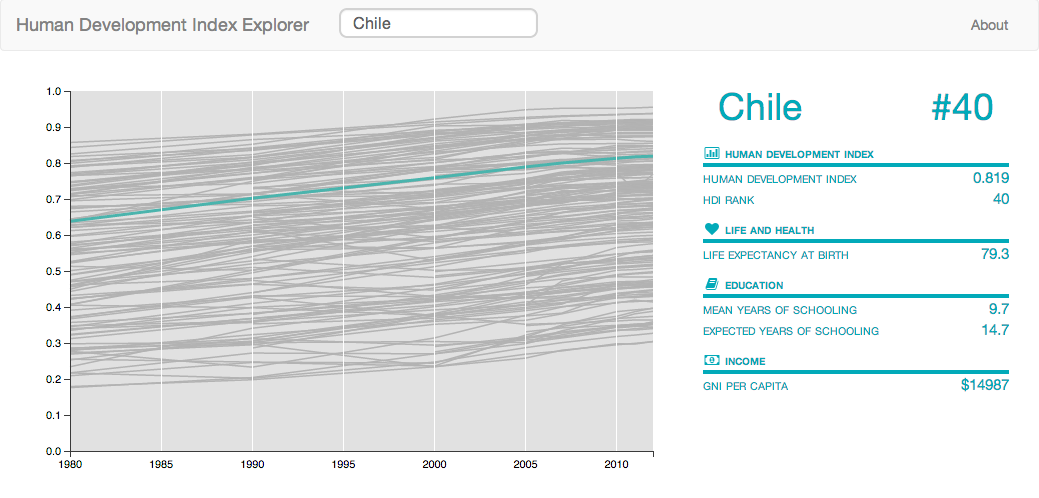 Human Development Index Explorer Chile About
Chile #40
HUMAN DEVELOPMENT INDEX
HUMAN DEVELOPMENT INDEX 0.819
HDI RANK 40
LIFE AND HEALTH
LIFE EXPECTANCY AT BIRTH 79.3
EDUCATION
MEAN YEARS OF SCHOOLING 9.7
EXPECTED YEARS OF SCHOOLING 14.7
INCOME
GNI PER CAPITA $14987
1.0
0.9
0.8
0.7
0.6
0.5
0.4
0.3
0.2
0.1
0.0
1980 1985 1990 1995 2000 2005 2010